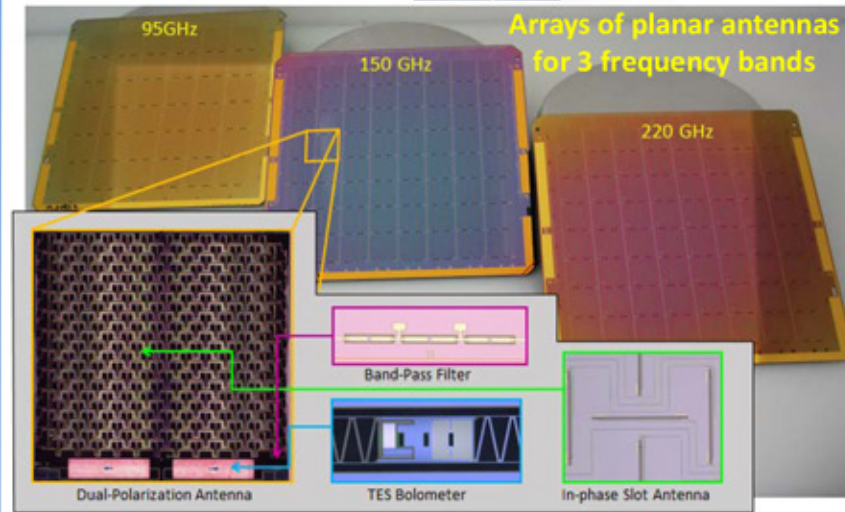 Arrays of planar antennas
for 3 frequency bands
95GHz
150 GHz
220 GHz
Band-Pass Filter
Dual-Polarization Antenna
TES Bolometer
In-phase Slot Antenna